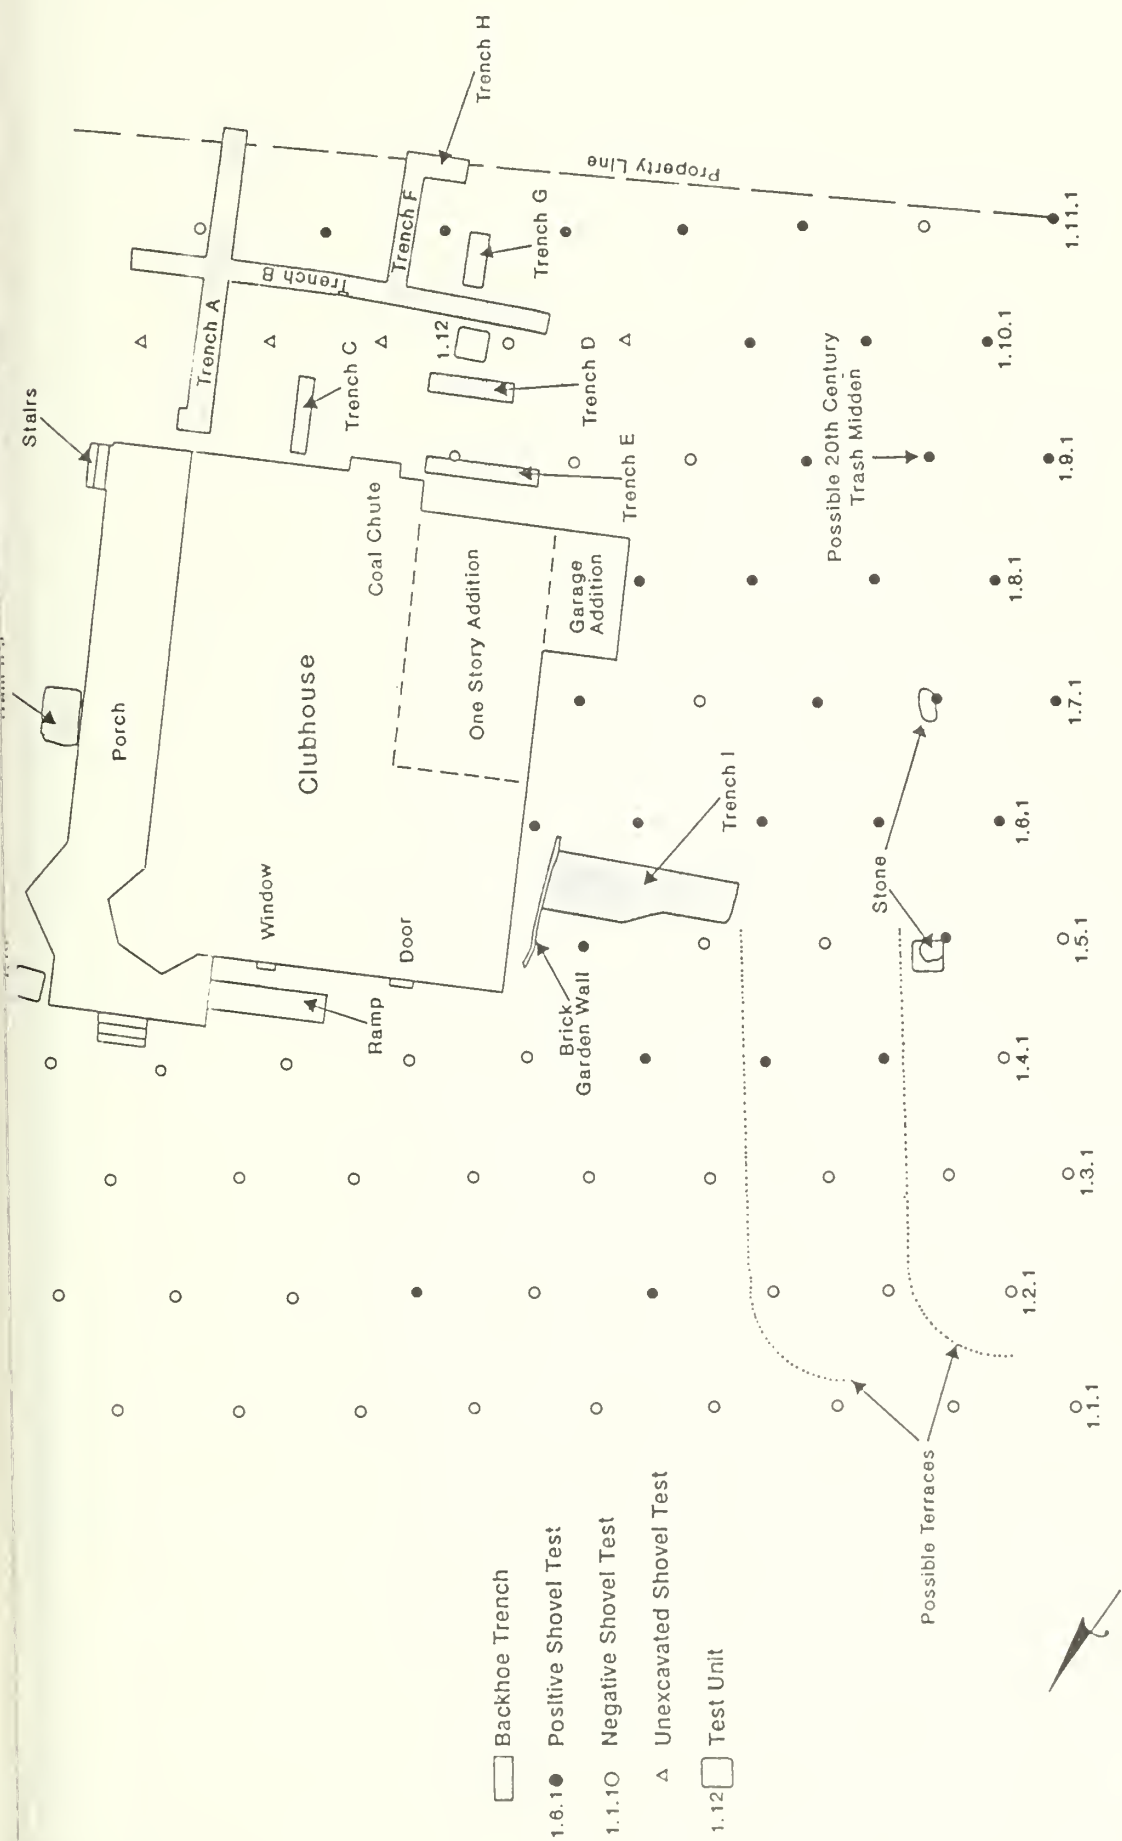 Stairs
Trench H
Trench A
Trench B
Trench F
Property Line
Trench G
Trench C
1.12
Trench D
Trench E
Porch
Clubhouse
Coal Chute
One Story Addition
Garage
Addition
Window
Door
Ramp
Brick
Garden Wall
Trench I
Stone
Possible 20th Century
Trash Midden
1.11.1
1.10.1
1.9.1
1.8.1
1.7.1
1.6.1
1.5.1
1.4.1
1.3.1
1.2.1
1.1.1
Possible Terraces
Backhoe Trench
1.6.1 Positive Shovel Test
1.1.1 Negative Shovel Test
Unexcavated Shovel Test
1.12 Test Unit